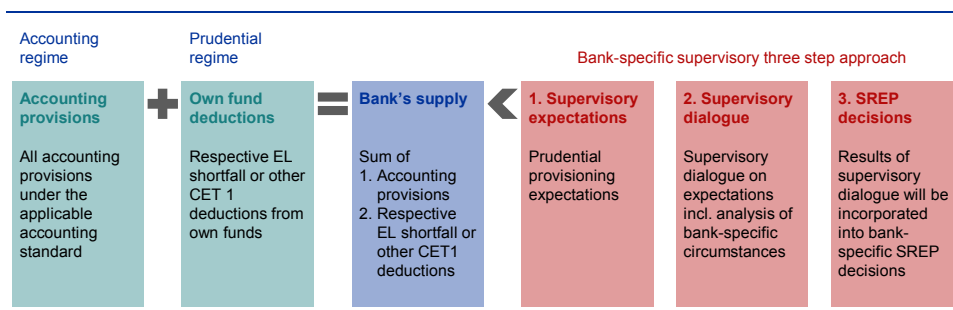 Accounting
regime
Prudential
regime
Bank-specific supervisory three step approach
Accounting
provisions
All accounting
provisions
under the
applicable
accounting
standard
+
Own fund
deductions
Respective EL
shortfall or other
CET 1
deductions from
own funds
=
Bank's supply
Sum of
1. Accounting
provisions
2. Respective
EL shortfall or
other CET1
deductions
<
1. Supervisory
expectations
Prudential
provisioning
expectations
2. Supervisory
dialogue
Supervisory
dialogue on
expectations
incl. analysis of
bank-specific
circumstances
3. SREP
decisions
Results of
supervisory
dialogue will be
incorporated
into bank-
specific SREP
decisions